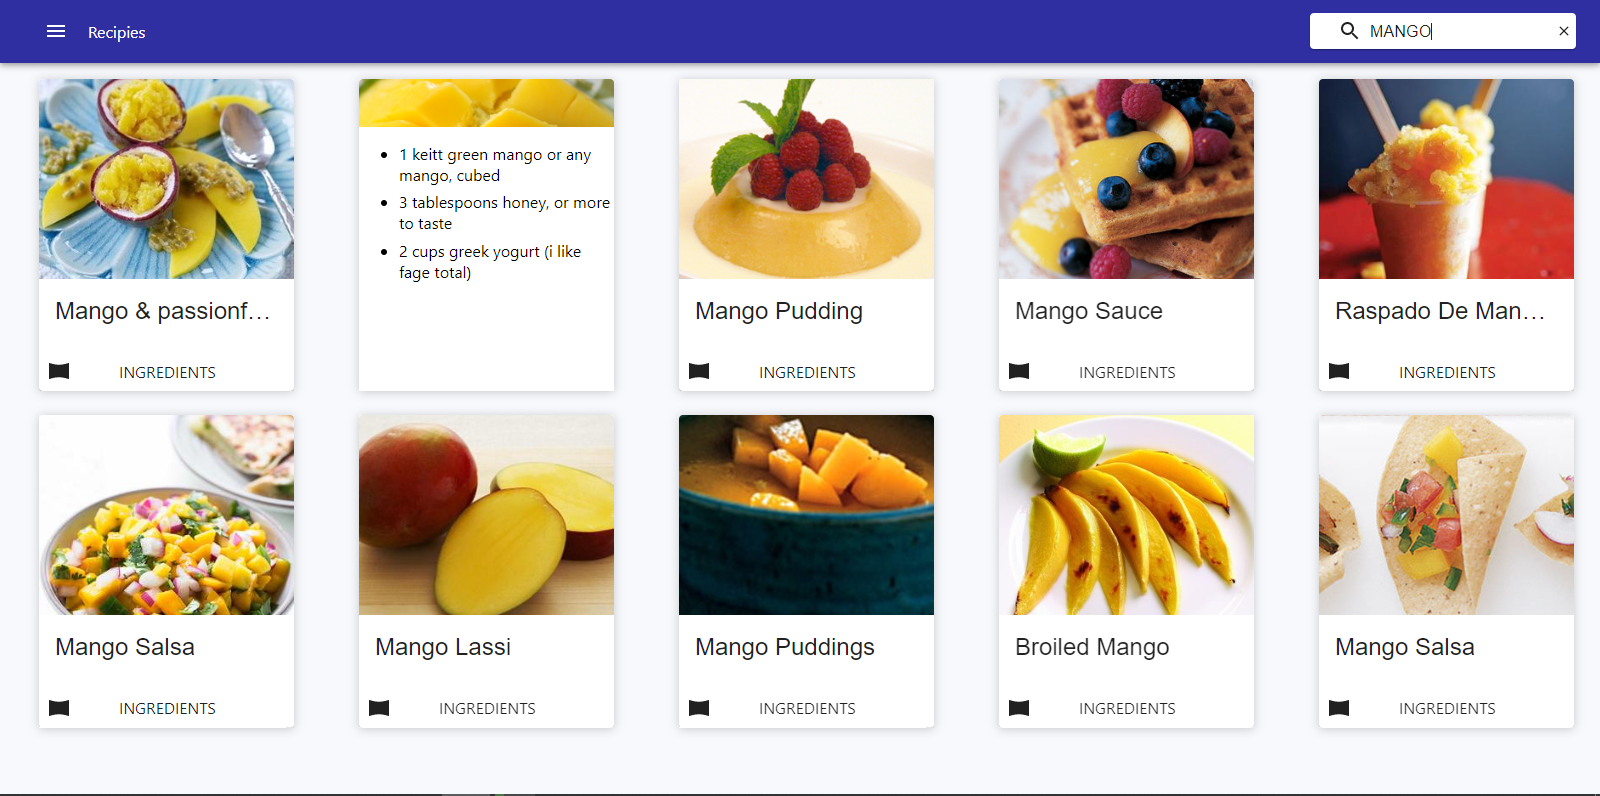 Recipies
MANGO
1 keitt green mango or any
mango, cubed
3 tablespoons honey, or more
to taste
2 cups greek yogurt (i like
fage total)
Mango & passionf...
Mango Pudding
Mango Sauce
Raspado De Man...
INGREDIENTS
INGREDIENTS
INGREDIENTS
INGREDIENTS
Mango Salsa
Mango Lassi
Mango Puddings
Broiled Mango
Mango Salsa
INGREDIENTS
INGREDIENTS
INGREDIENTS
INGREDIENTS
INGREDIENTS